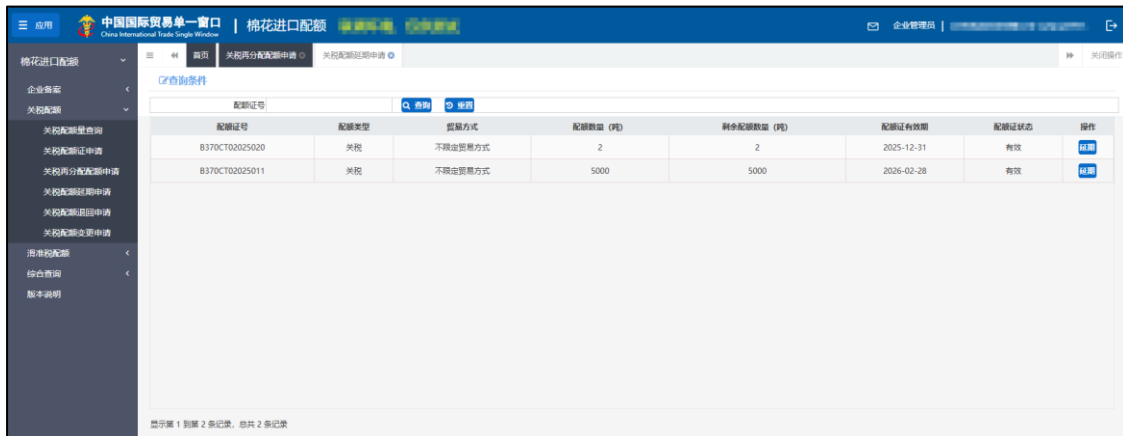 应用
中国国际贸易单一窗口 | 棉花进口配额
China International Trade Single Window
企业管理员 |
棉花进口配额
首页 关税再分配配额申请 关税配额延期申请
关闭操作
企业备案
关税配额
关税配额量查询
关税配额证申请
关税再分配配额申请
关税配额延期申请
关税配额退回申请
关税配额变更申请
滑准税配额
综合查询
版本说明
查询条件
配额证号 查询 重置
配额证号 配额类型 贸易方式 配额数量（吨） 剩余配额数量（吨） 配额证有效期 配额证状态 操作
B370CT02025020 关税 不限定贸易方式 2 2 2025-12-31 有效 延期
B370CT02025011 关税 不限定贸易方式 5000 5000 2026-02-28 有效 延期
显示第 1 到第 2 条记录，总共 2 条记录